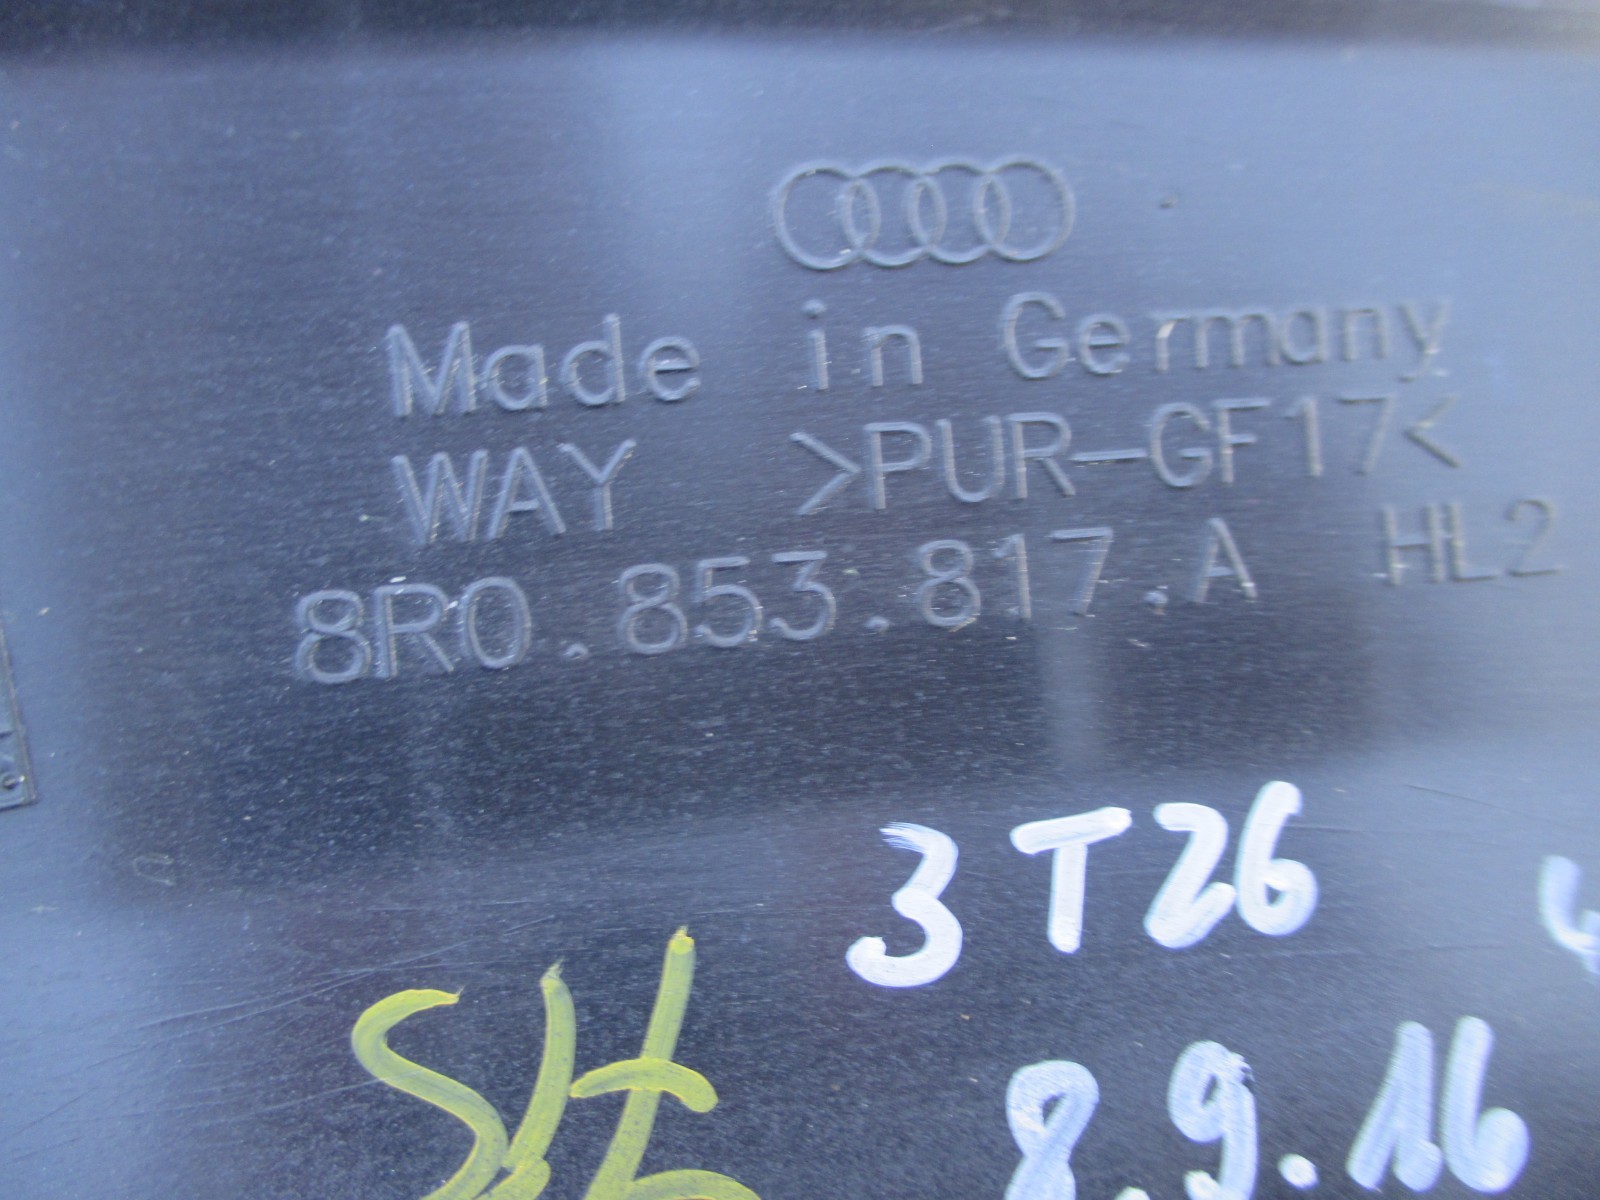 Made in Germany
WAY >PUR-GF17<
8R0.853.817.A HL2
3T26
8.9.16